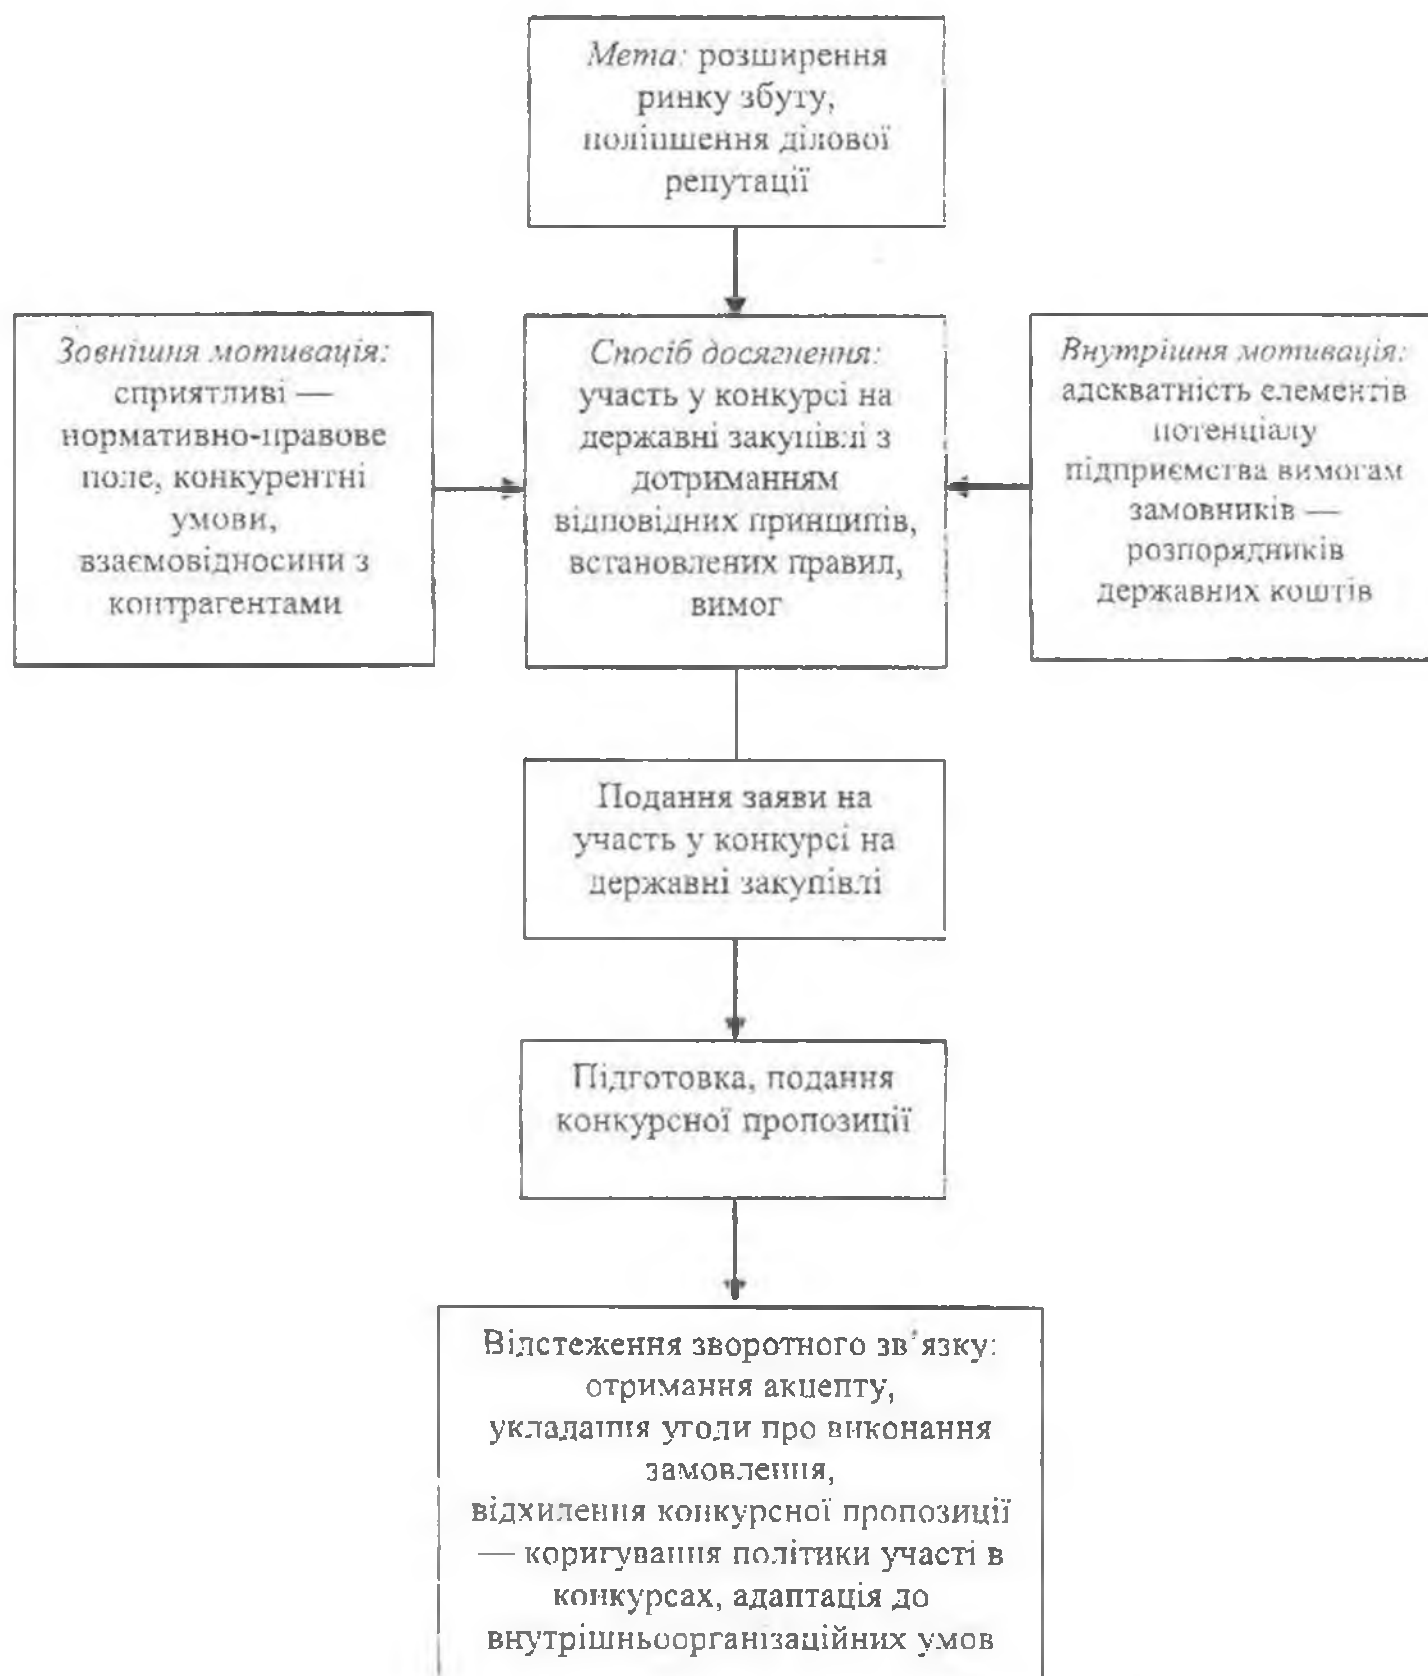 Мета: розширення
ринку збуту,
поліпшення ділової
репутації
Зовнішня мотивація:
сприятливі —
нормативно-правове
поле, конкурентні
умови,
взаємовідносини з
контрагентами
Спосіб досягнення:
участь у конкурсі на
державні закупівлі з
дотриманням
відповідних принципів,
встановлених правил,
вимог
Внутрішня мотивація:
адекватність елементів
потенціалу
підприємства вимогам
замовників —
розпорядників
державних коштів
Подання заяви на
участь у конкурсі на
державні закупівлі
Підготовка, подання
конкурсної пропозиції
Відстеження зворотного зв'язку:
отримання акцепту,
укладання угоди про виконання
замовлення,
відхилення конкурсної пропозиції
— коригування політики участі в
конкурсах, адаптація до
внутрішньоорганізаційних умов